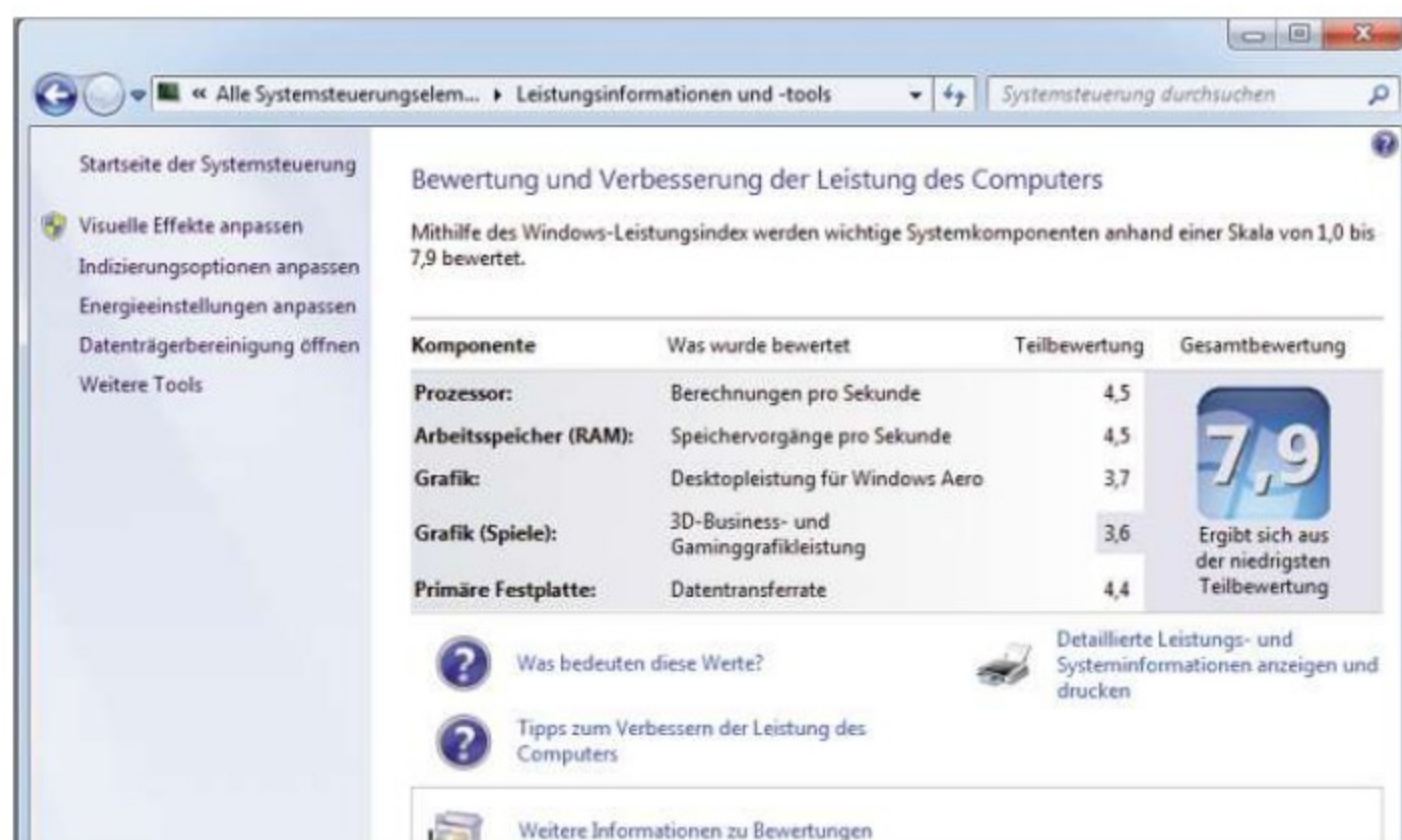 « Alle Systemsteuerungselem... ▸ Leistungsinformationen und -tools
Systemsteuerung durchsuchen
Startseite der Systemsteuerung
Visuelle Effekte anpassen
Indizierungsoptionen anpassen
Energieeinstellungen anpassen
Datenträgerbereinigung öffnen
Weitere Tools
Bewertung und Verbesserung der Leistung des Computers
Mithilfe des Windows-Leistungsindex werden wichtige Systemkomponenten anhand einer Skala von 1,0 bis
7,9 bewertet.
Komponente Was wurde bewertet Teilbewertung Gesamtbewertung
Prozessor: Berechnungen pro Sekunde 4,5
Arbeitsspeicher (RAM): Speichervorgänge pro Sekunde 4,5
Grafik: Desktopleistung für Windows Aero 3,7
Grafik (Spiele): 3D-Business- und
Gaminggrafikleistung 3,6
Primäre Festplatte: Datentransferrate 4,4
7,9
Ergibt sich aus
der niedrigsten
Teilbewertung
Was bedeuten diese Werte?
Detaillierte Leistungs- und
Systeminformationen anzeigen und
drucken
Tipps zum Verbessern der Leistung des
Computers
Weitere Informationen zu Bewertungen